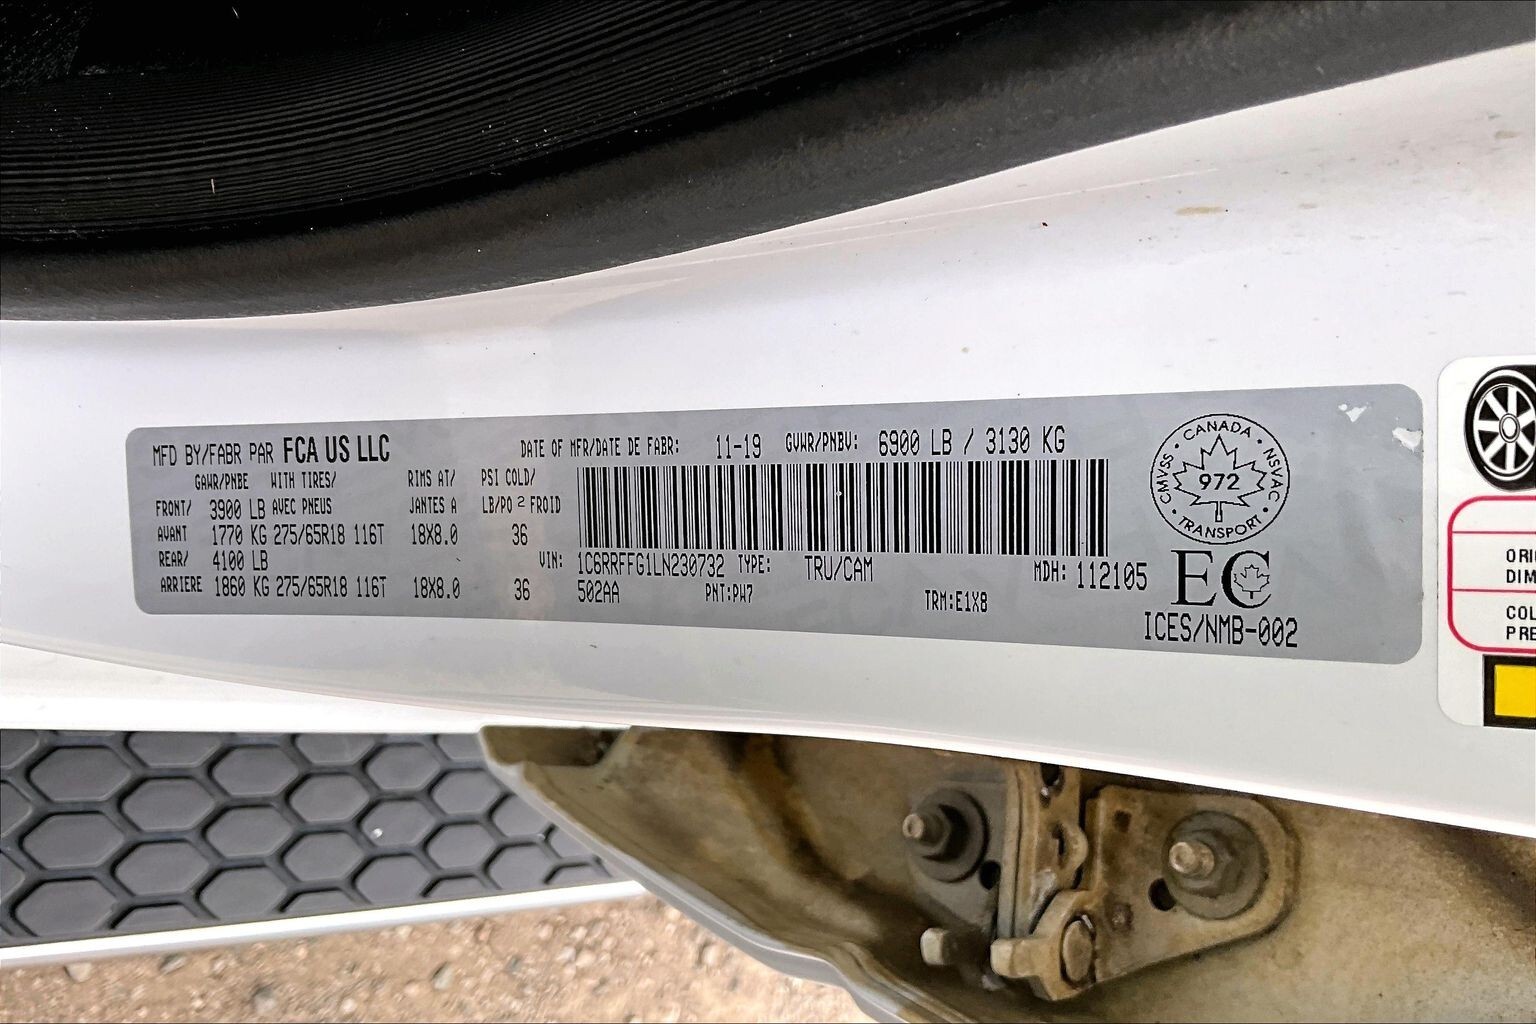 MFD BY/FABR PAR FCA US LLC
DATE OF MFR/DATE DE FABR: 11-19 GVWR/PNBV: 6900 LB / 3130 KG
GAWR/PNBE WITH TIRES/ RIMS AT/ PSI COLD/
FRONT/ 3900 LB AVEC PNEUS JANTES A LB/PO 2 FROID
AVANT 1770 KG 275/65R18 116T 18X8.0 36
REAR/ 4100 LB
ARRIERE 1860 KG 275/65R18 116T 18X8.0 36
VIN: 1C6RRFFG1LN230732 TYPE: TRU/CAM MDH: 112105
502AA PNT:PW7 TRM:E1X8
CANADA
CMVSS 972 NSVAC
TRANSPORT
EC
ICES/NMB-002
ORI
DIM
COL
PRE